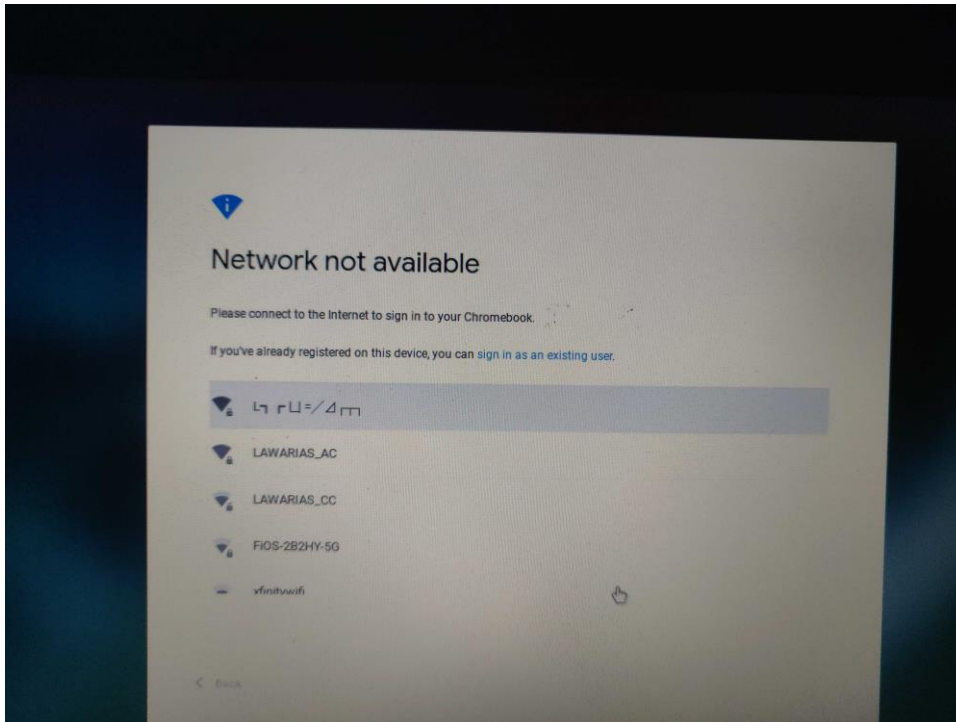 Network not available
Please connect to the Internet to sign in to your Chromebook.
If you've already registered on this device, you can sign in as an existing user.
LAWARIAS_AC
LAWARIAS_CC
FiOS-2B2HY-5G
xfinitywifi
Back